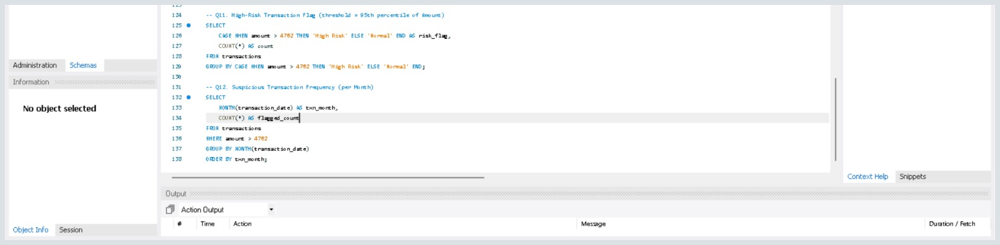 124 -- Q11. High-Risk Transaction Flag (threshold = 95th percentile of Amount)
125 SELECT
126 CASE WHEN amount > 4762 THEN 'High Risk' ELSE 'Normal' END AS risk_flag,
127 COUNT(*) AS count
128 FROM transactions
129 GROUP BY CASE WHEN amount > 4762 THEN 'High Risk' ELSE 'Normal' END;
130
131 -- Q12. Suspicious Transaction Frequency (per Month)
132 SELECT
133 MONTH(transaction_date) AS txn_month,
134 COUNT(*) AS flagged_count
135 FROM transactions
136 WHERE amount > 4762
137 GROUP BY MONTH(transaction_date)
138 ORDER BY txn_month;
Administration Schemas
Information
No object selected
Object Info Session
Context Help Snippets
Output
Action Output
# Time Action Message Duration / Fetch